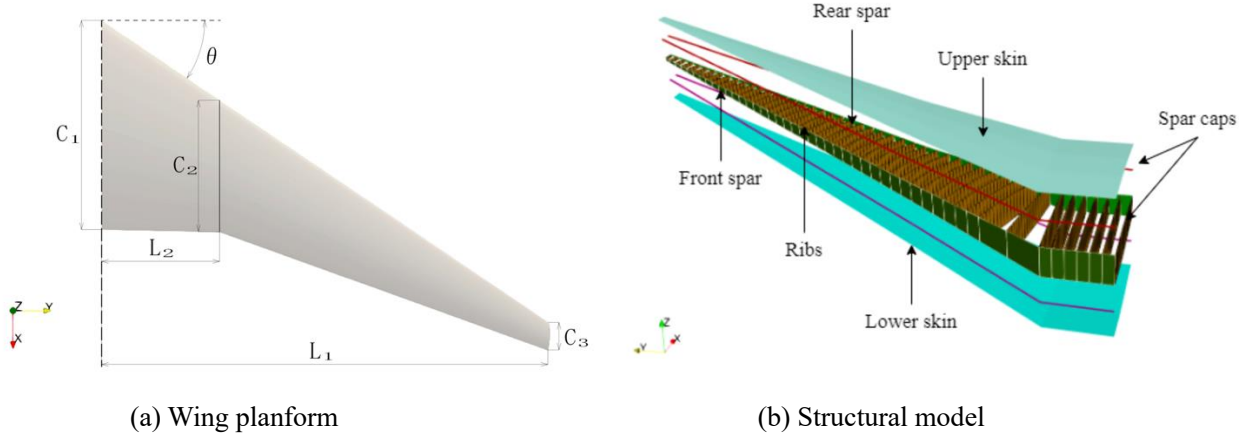 C₁
θ
C₂
L₂
C₃
L₁
Z
Y
X
Rear spar
Upper skin
Spar caps
Front spar
Ribs
Lower skin
Z
Y
X
(a) Wing planform
(b) Structural model